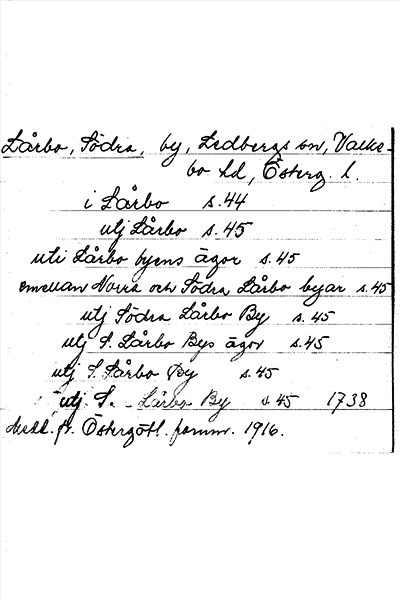 Lårbo, Södra, by, Ledbergs sn, Valke-
bo hd, Österg. l.
i Lårbo s.44
utj Lårbo s.45
uti Lårbo byens ägor s.45
emellan Norra och Södra Lårbo byar s.45
utj Södra Lårbo By s.45
utj S. Lårbo Bys ägor s.45
utj S. Lårbo By s.45
utj S. - Lårbo By s.45 1738
Medd. fr. Östergötl. fornm. 1916.